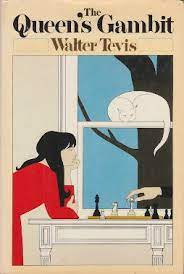 The
Queen's Gambit
Walter Tevis